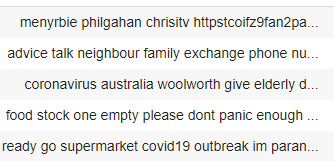 menyrbie philgahan chrisitv httpstcoifz9fan2pa...
advice talk neighbour family exchange phone nu...
coronavirus australia woolworth give elderly d...
food stock one empty please dont panic enough ...
ready go supermarket covid19 outbreak im paran...